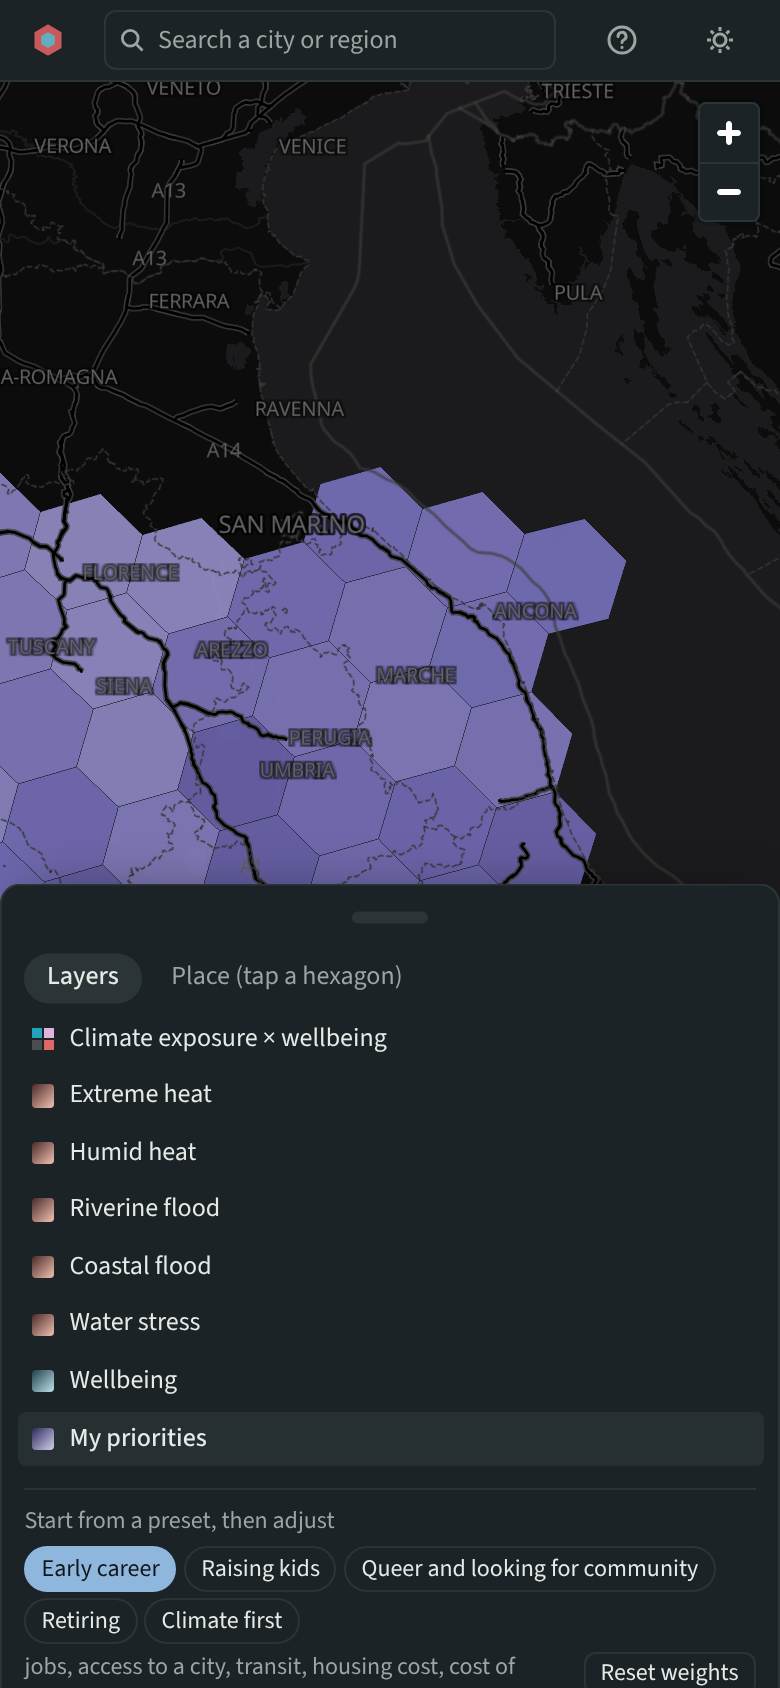 Search a city or region
VENETO
TRIESTE
VERONA
VENICE
A13
A13
PULA
FERRARA
A-ROMAGNA
RAVENNA
A14
SAN MARINO
FLORENCE
ANCONA
TUSCANY
AREZZO
MARCHE
SIENA
PERUGIA
UMBRIA
Layers
Place (tap a hexagon)
Climate exposure × wellbeing
Extreme heat
Humid heat
Riverine flood
Coastal flood
Water stress
Wellbeing
My priorities
Start from a preset, then adjust
Early career
Raising kids
Queer and looking for community
Retiring
Climate first
jobs, access to a city, transit, housing cost, cost of
Reset weights